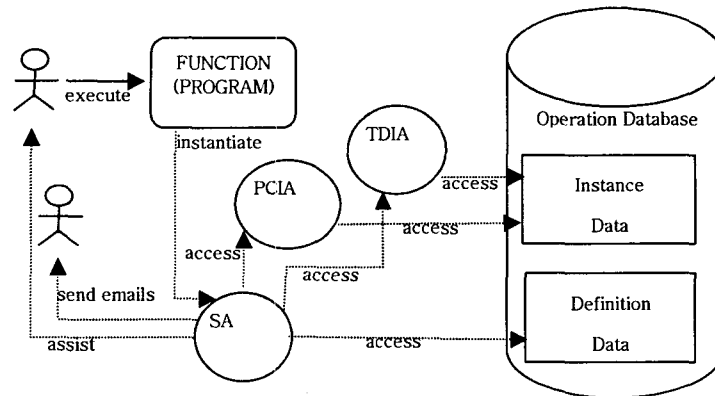 FUNCTION
(PROGRAM)
execute
instantiate
TDIA
Operation Database
access
Instance
Data
PCIA
access
access
access
send emails
SA
Definition
Data
assist
access